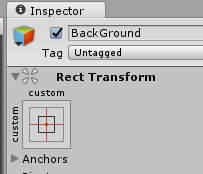 Inspector
BackGround
Tag Untagged
Rect Transform
custom
custom
Anchors